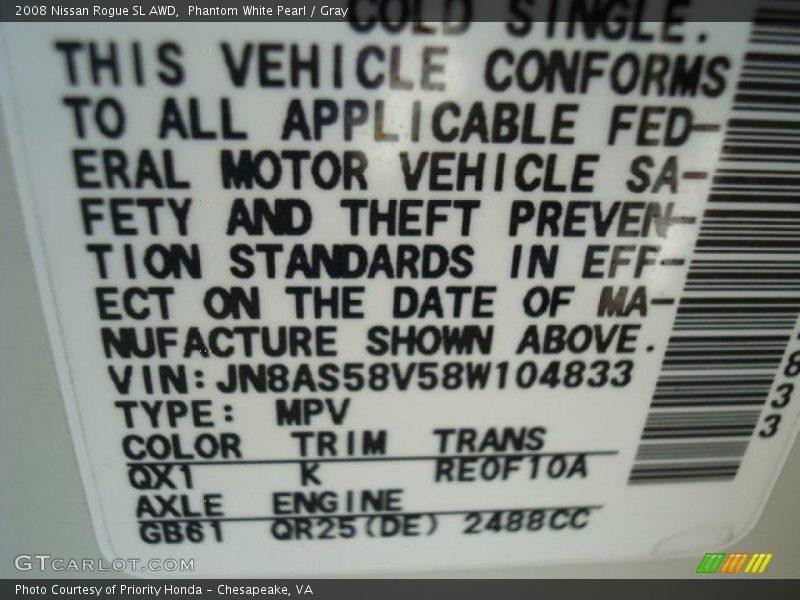 2008 Nissan Rogue SL AWD,  Phantom White Pearl / Gray
COLD SINGLE.
THIS VEHICLE CONFORMS
TO ALL APPLICABLE FED-
ERAL MOTOR VEHICLE SA-
FETY AND THEFT PREVEN-
TION STANDARDS IN EFF-
ECT ON THE DATE OF MA-
NUFACTURE SHOWN ABOVE.
VIN:JN8AS58V58W104833
TYPE: MPV
COLOR TRIM TRANS
QX1 K RE0F10A
AXLE ENGINE
GB61 QR25(DE) 2488CC
8
3
3
GTCARLOT.COM
Photo Courtesy of Priority Honda - Chesapeake, VA